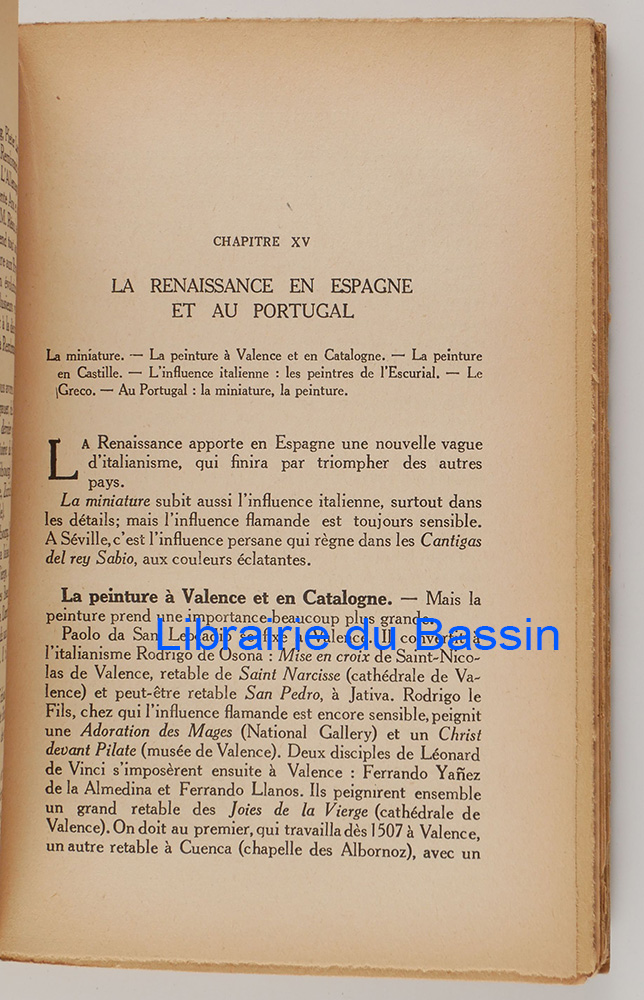 CHAPITRE XV
LA RENAISSANCE EN ESPAGNE
ET AU PORTUGAL
La miniature. — La peinture à Valence et en Catalogne. — La peinture
en Castille. — L'influence italienne : les peintres de l'Escurial. — Le
Greco. — Au Portugal : la miniature, la peinture.
LA Renaissance apporte en Espagne une nouvelle vague
d'italianisme, qui finira par triompher des autres
pays.
La miniature subit aussi l'influence italienne, surtout dans
les détails; mais l'influence flamande est toujours sensible.
A Séville, c'est l'influence persane qui règne dans les Cantigas
del rey Sabio, aux couleurs éclatantes.
La peinture à Valence et en Catalogne. — Mais la
peinture prend une importance beaucoup plus grande.
Paolo da San Leocadio se fixe à Valence. Il convertit à
Librairie du Bassin
l'italianisme Rodrigo de Osona : Mise en croix de Saint-Nico-
las de Valence, retable de Saint Narcisse (cathédrale de Va-
lence) et peut-être retable San Pedro, à Jativa. Rodrigo le
Fils, chez qui l'influence flamande est encore sensible, peignit
une Adoration des Mages (National Gallery) et un Christ
devant Pilate (musée de Valence). Deux disciples de Léonard
de Vinci s'imposèrent ensuite à Valence : Ferrando Yañez
de la Almedina et Ferrando Llanos. Ils peignirent ensemble
un grand retable des Joies de la Vierge (cathédrale de
Valence). On doit au premier, qui travailla dès 1507 à Valence,
un autre retable à Cuenca (chapelle des Albornoz), avec un